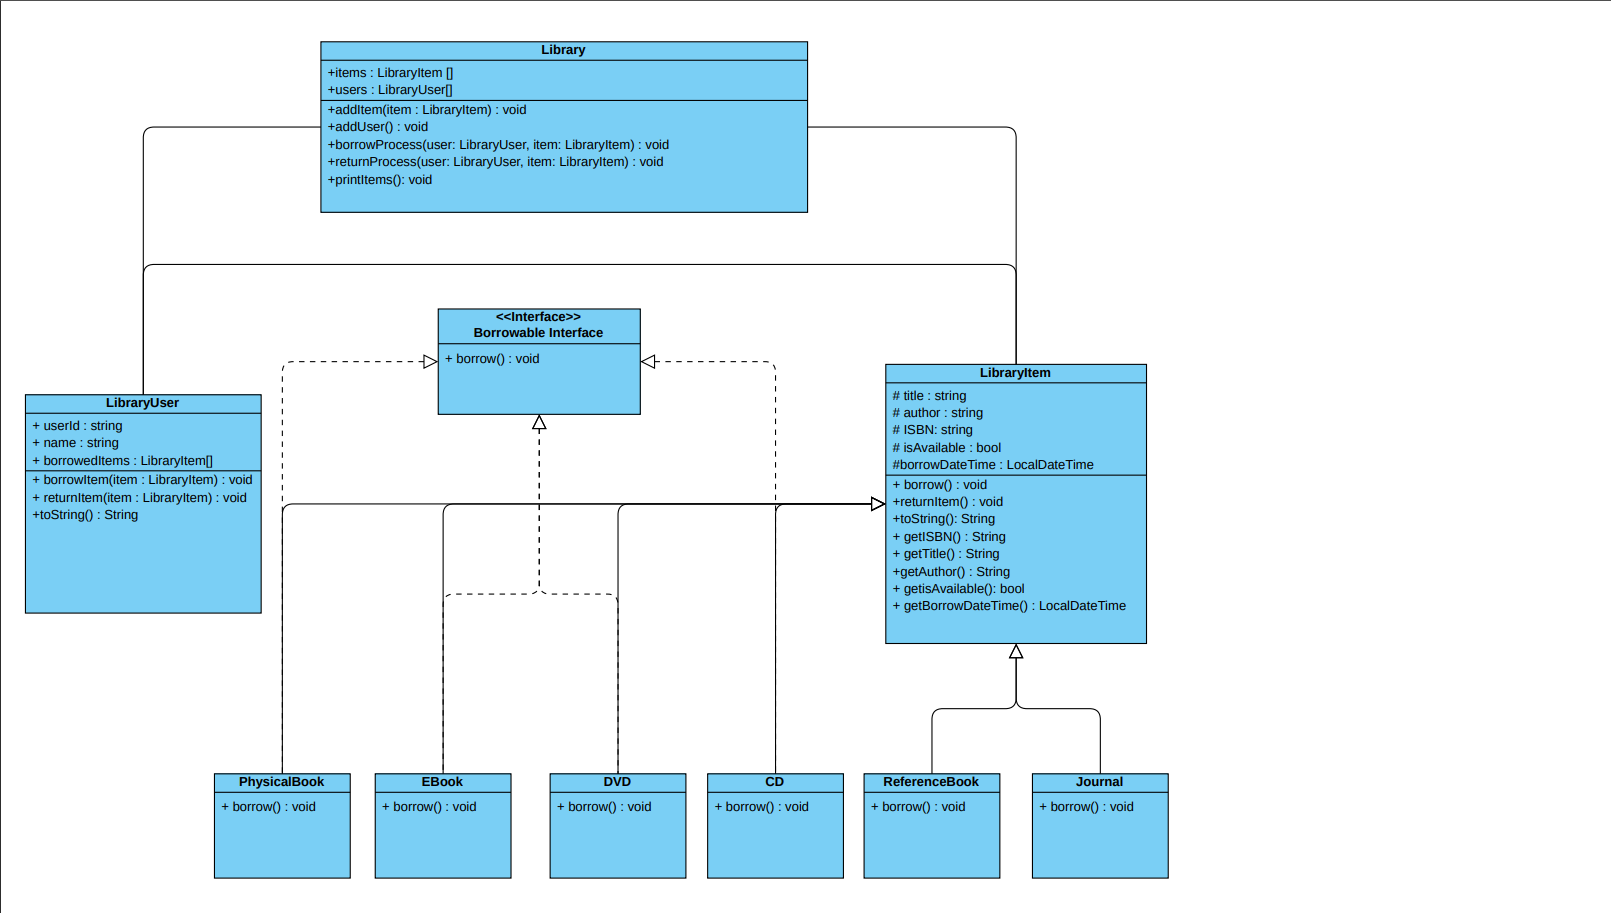 Library
+items : LibraryItem []
+users : LibraryUser[]
+addItem(item : LibraryItem) : void
+addUser() : void
+borrowProcess(user: LibraryUser, item: LibraryItem) : void
+returnProcess(user: LibraryUser, item: LibraryItem) : void
+printItems(): void
<<Interface>>
Borrowable Interface
+ borrow() : void
LibraryUser
+ userId : string
+ name : string
+ borrowedItems : LibraryItem[]
+ borrowItem(item : LibraryItem) : void
+ returnItem(item : LibraryItem) : void
+toString() : String
LibraryItem
# title : string
# author : string
# ISBN: string
# isAvailable : bool
#borrowDateTime : LocalDateTime
+ borrow() : void
+returnItem() : void
+toString(): String
+ getISBN() : String
+ getTitle() : String
+getAuthor() : String
+ getisAvailable(): bool
+ getBorrowDateTime() : LocalDateTime
PhysicalBook
+ borrow() : void
EBook
+ borrow() : void
DVD
+ borrow() : void
CD
+ borrow() : void
ReferenceBook
+ borrow() : void
Journal
+ borrow() : void